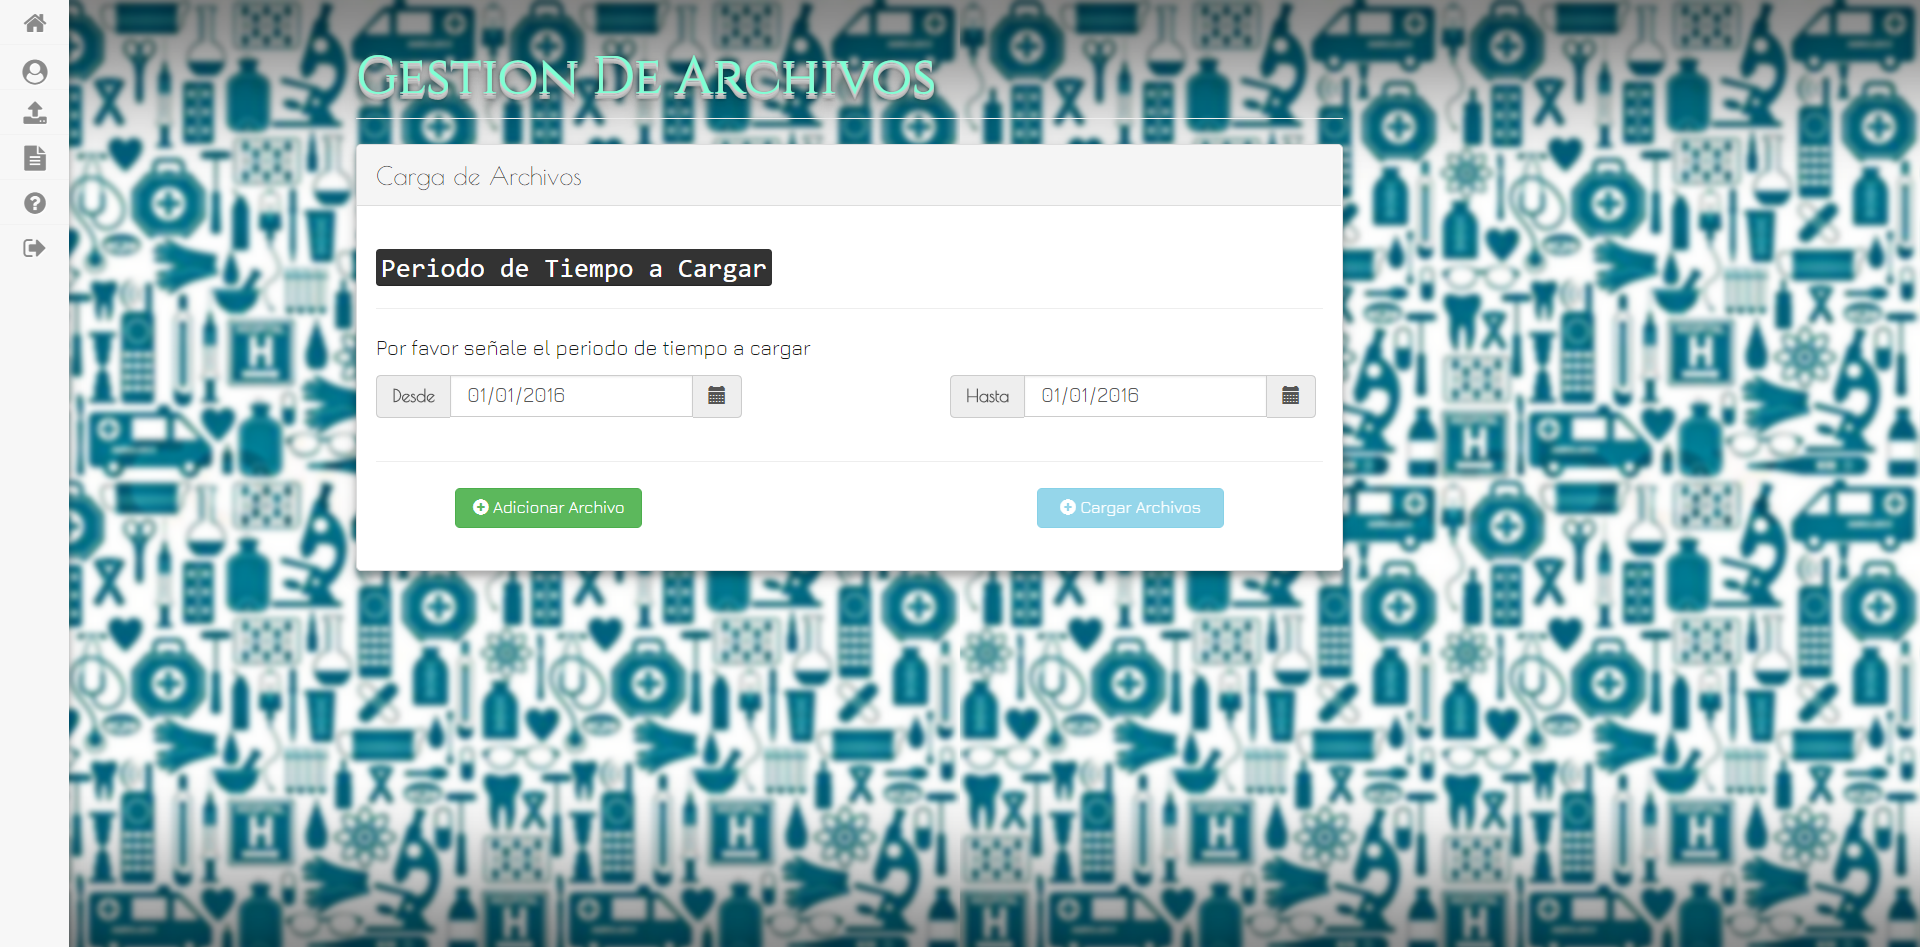 Gestion De Archivos
Carga de Archivos
Periodo de Tiempo a Cargar
Por favor señale el periodo de tiempo a cargar
Desde 01/01/2016 Hasta 01/01/2016
Adicionar Archivo Cargar Archivos